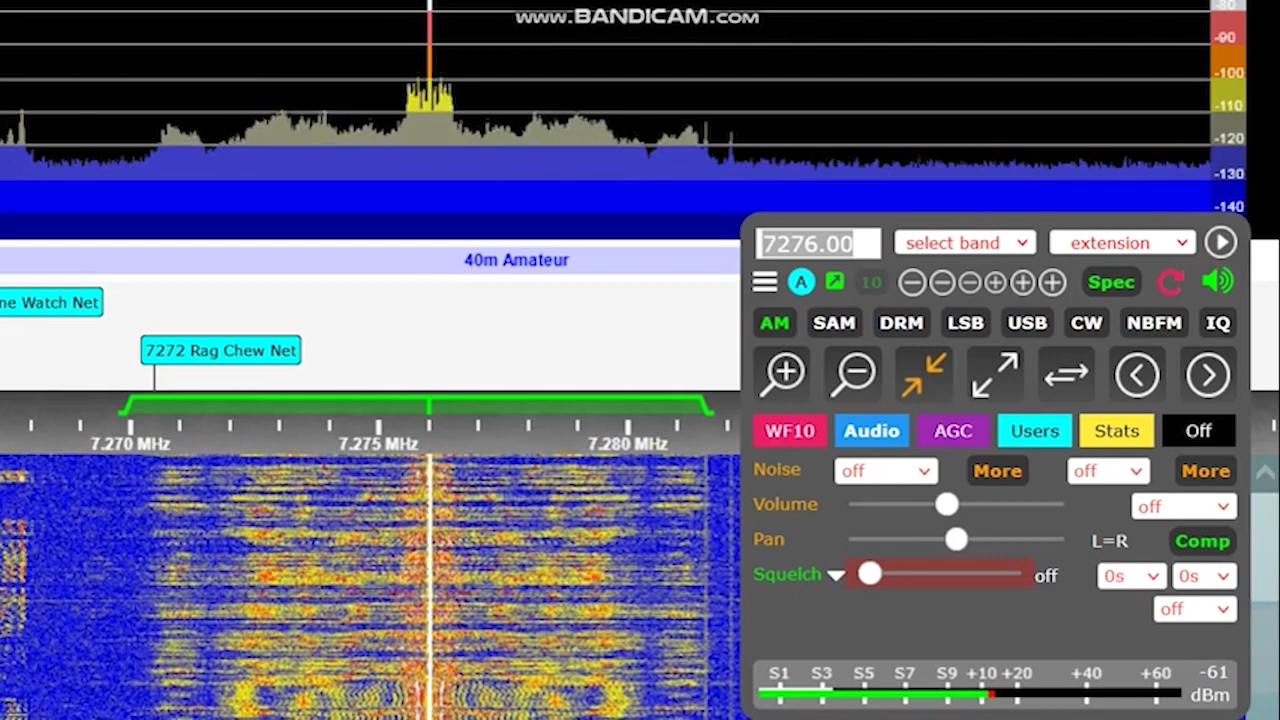 www.BANDICAM.com
-80
-90
-100
-110
-120
-130
-140
40m Amateur
ne Watch Net
7272 Rag Chew Net
7.270 MHz 7.275 MHz 7.280 MHz
7276.00 select band extension
A 10 Spec
AM SAM DRM LSB USB CW NBFM IQ
WF10 Audio AGC Users Stats Off
Noise off More off More
Volume off
Pan L=R Comp
Squelch off 0s 0s
off
S1 S3 S5 S7 S9 +10 +20 +40 +60 -61
dBm